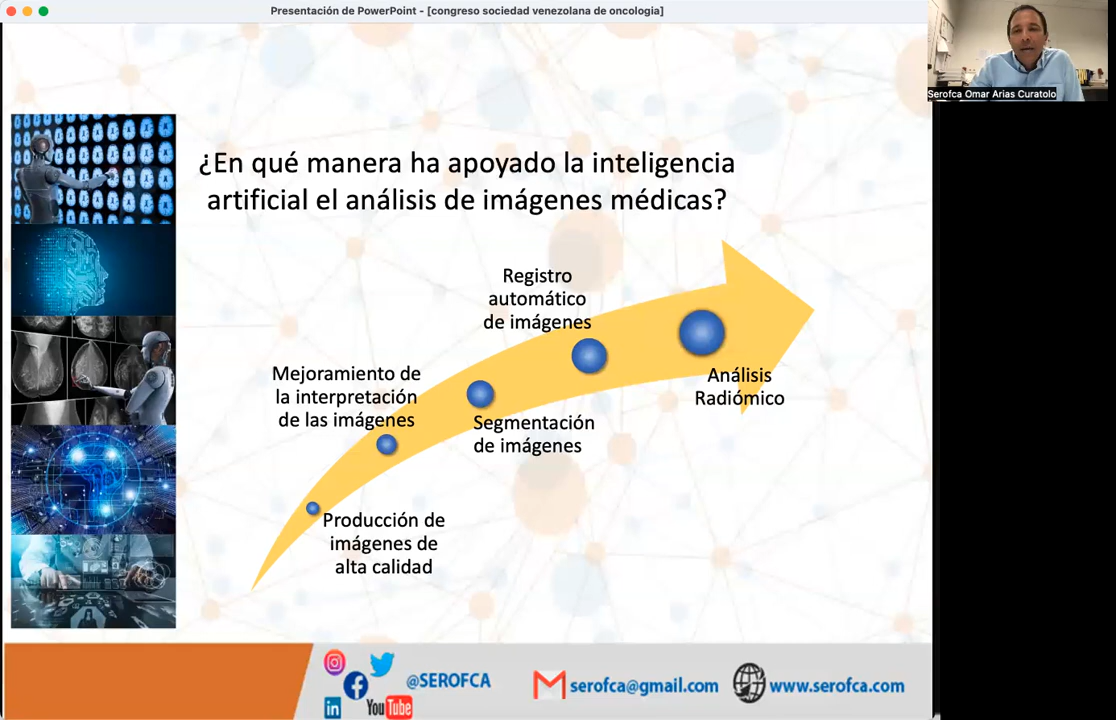 Presentación de PowerPoint - [congreso sociedad venezolana de oncologia]
Serofca Omar Arias Curatolo
¿En qué manera ha apoyado la inteligencia
artificial el análisis de imágenes médicas?
Registro
automático
de imágenes
Análisis
Radiómico
Mejoramiento de
la interpretación
de las imágenes
Segmentación
de imágenes
Producción de
imágenes de
alta calidad
@SEROFCA
in
YouTube
serofca@gmail.com
www.serofca.com